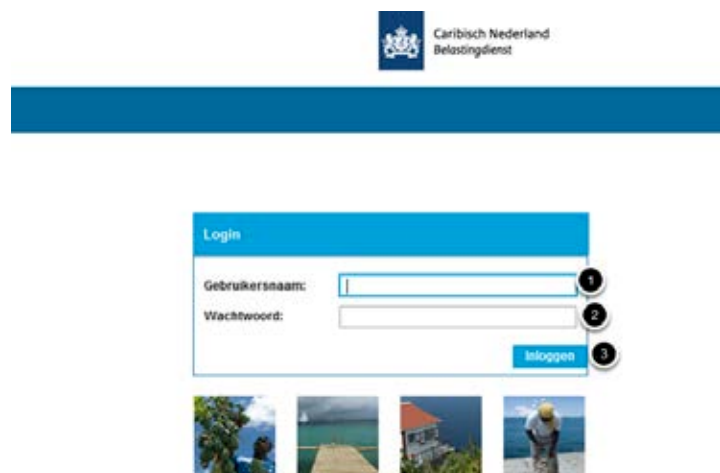 Caribisch Nederland
Belastingdienst
Login
Gebruikersnaam: 1
Wachtwoord: 2
Inloggen 3